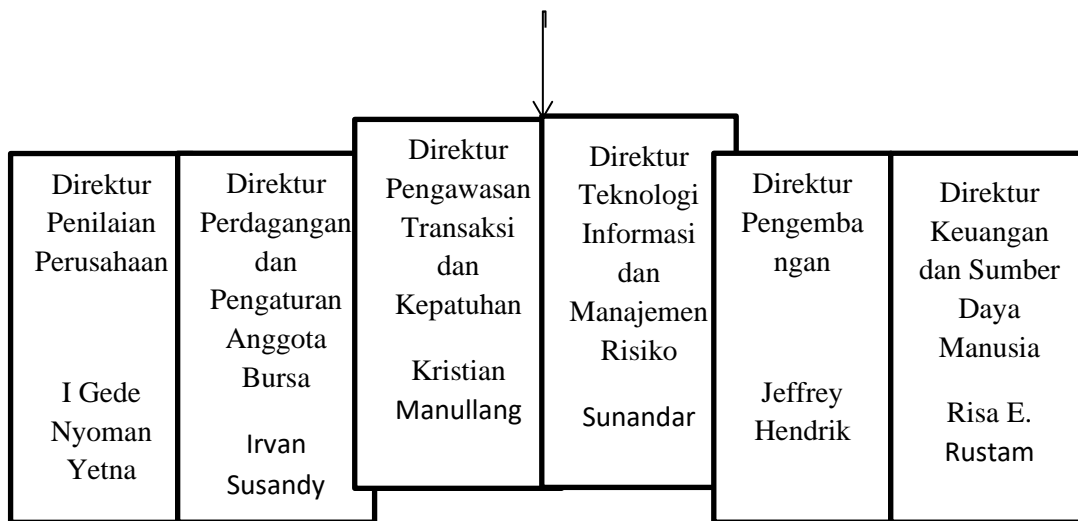 Direktur
Penilaian
Perusahaan
I Gede
Nyoman
Yetna
Direktur
Perdagangan
dan
Pengaturan
Anggota
Bursa
Irvan
Susandy
Direktur
Pengawasan
Transaksi
dan
Kepatuhan
Kristian
Manullang
Direktur
Teknologi
Informasi
dan
Manajemen
Risiko
Sunandar
Direktur
Pengemba
ngan
Jeffrey
Hendrik
Direktur
Keuangan
dan Sumber
Daya
Manusia
Risa E.
Rustam